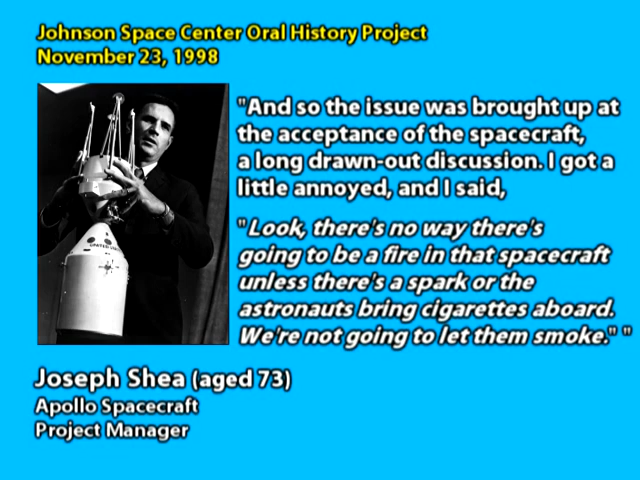 Johnson Space Center Oral History Project
November 23, 1998
"And so the issue was brought up at
the acceptance of the spacecraft,
a long drawn-out discussion. I got a
little annoyed, and I said,
"Look, there's no way there's
going to be a fire in that spacecraft
unless there's a spark or the
astronauts bring cigarettes aboard.
We're not going to let them smoke." "
UNITED STATES
Joseph Shea (aged 73)
Apollo Spacecraft
Project Manager